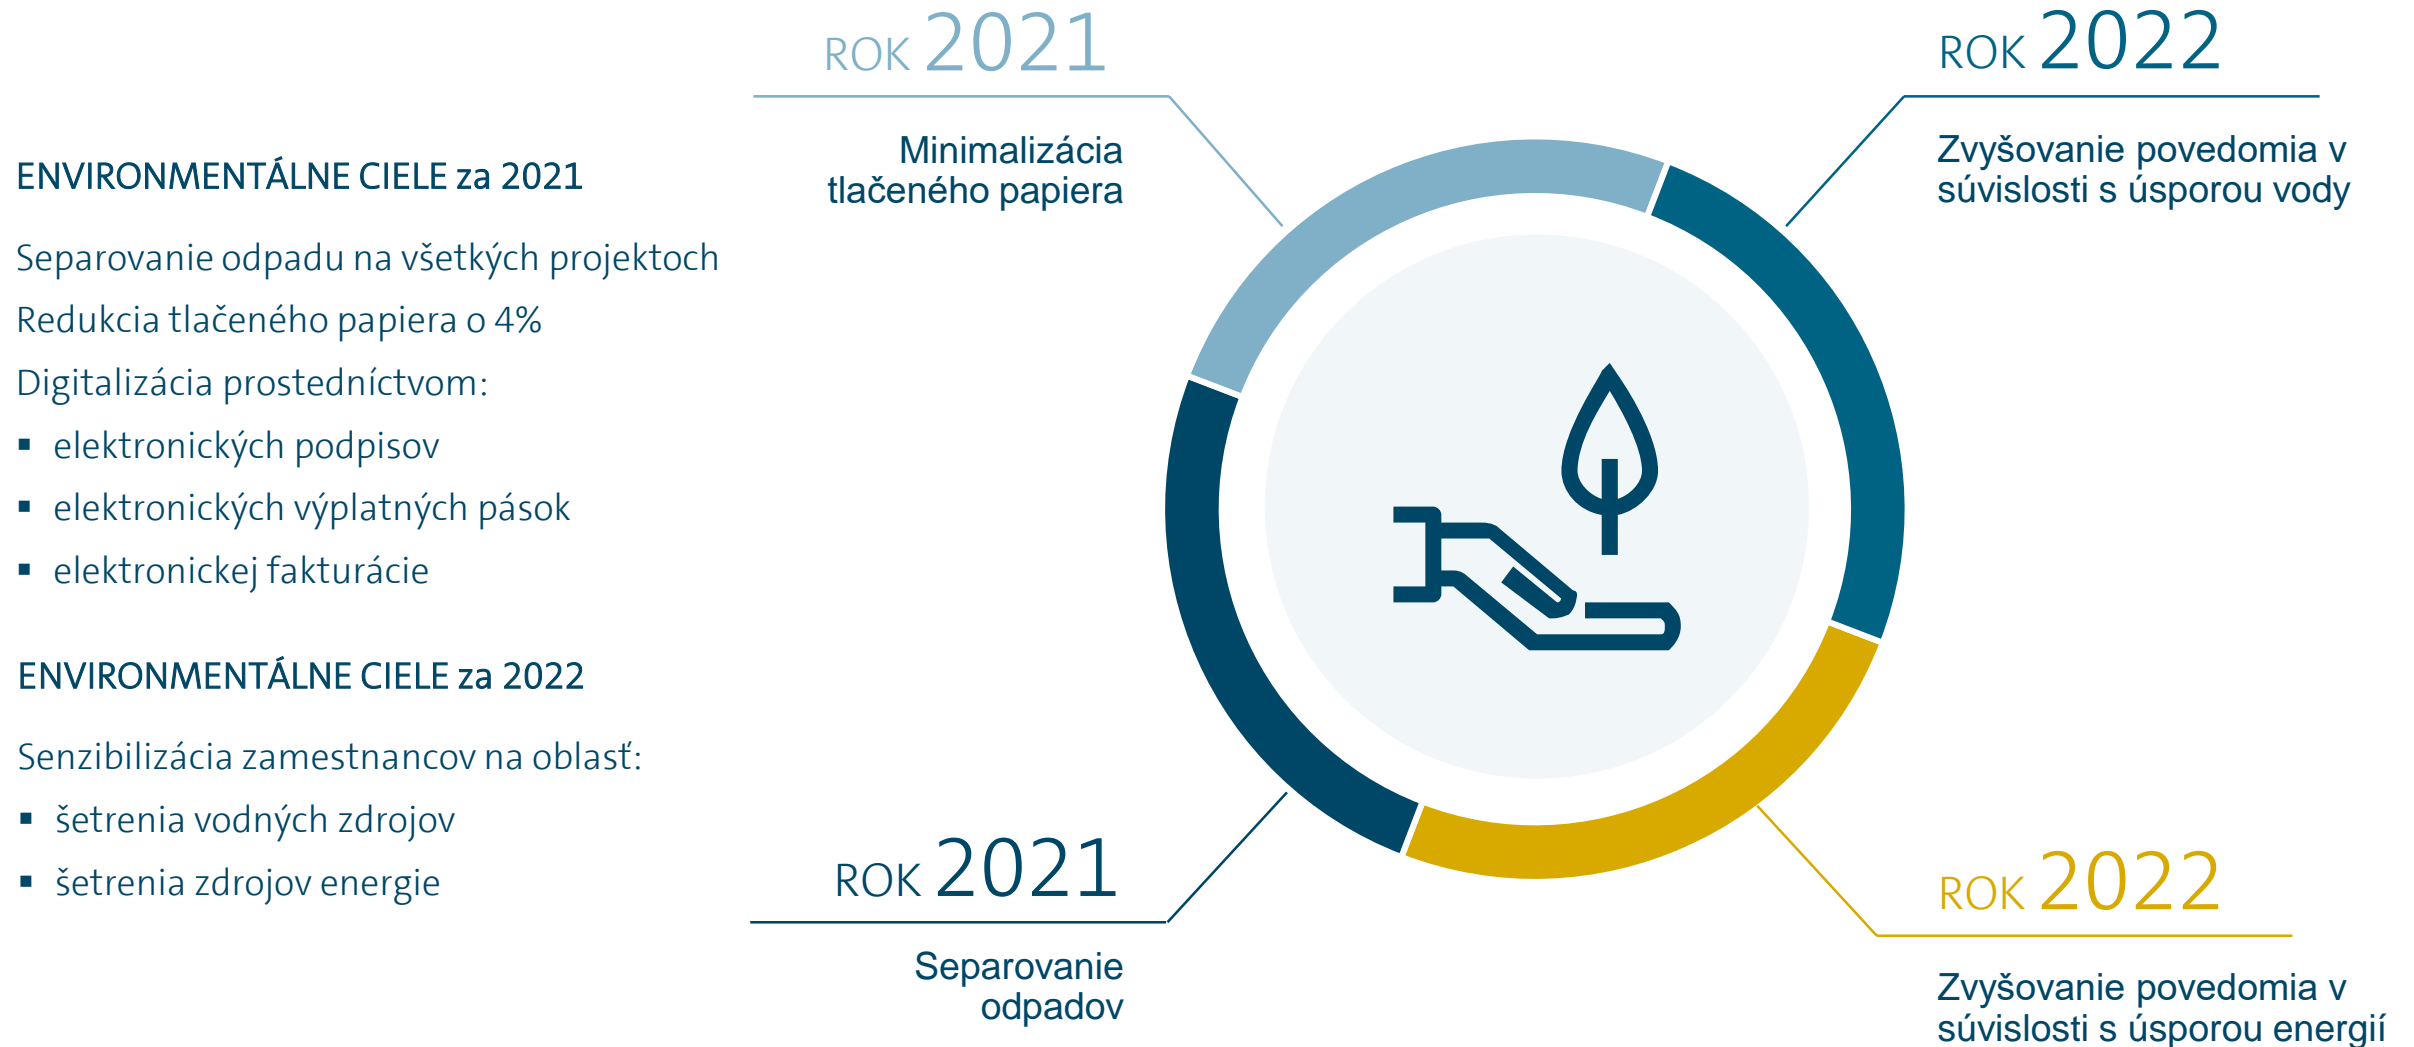 ENVIRONMENTÁLNE CIELE za 2021
Separovanie odpadu na všetkých projektoch
Redukcia tlačeného papiera o 4%
Digitalizácia prostedníctvom:
▪ elektronických podpisov
▪ elektronických výplatných pások
▪ elektronickej fakturácie
ENVIRONMENTÁLNE CIELE za 2022
Senzibilizácia zamestnancov na oblasť:
▪ šetrenia vodných zdrojov
▪ šetrenia zdrojov energie
ROK 2021
Minimalizácia
tlačeného papiera
ROK 2022
Zvyšovanie povedomia v
súvislosti s úsporou vody
ROK 2021
Separovanie
odpadov
ROK 2022
Zvyšovanie povedomia v
súvislosti s úsporou energií